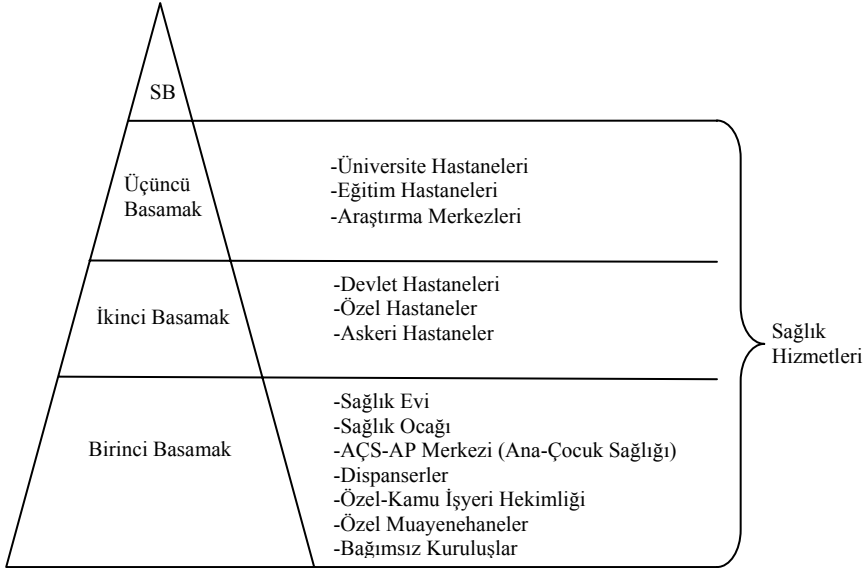 SB
Üçüncü
Basamak
-Üniversite Hastaneleri
-Eğitim Hastaneleri
-Araştırma Merkezleri
İkinci Basamak
-Devlet Hastaneleri
-Özel Hastaneler
-Askeri Hastaneler
Birinci Basamak
-Sağlık Evi
-Sağlık Ocağı
-AÇS-AP Merkezi (Ana-Çocuk Sağlığı)
-Dispanserler
-Özel-Kamu İşyeri Hekimliği
-Özel Muayenehaneler
-Bağımsız Kuruluşlar
Sağlık
Hizmetleri